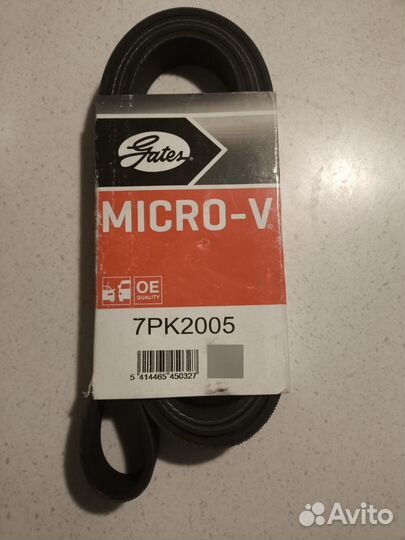 Gates
MICRO-V
OE
QUALITY
7PK2005
5 414465 450327
Avito